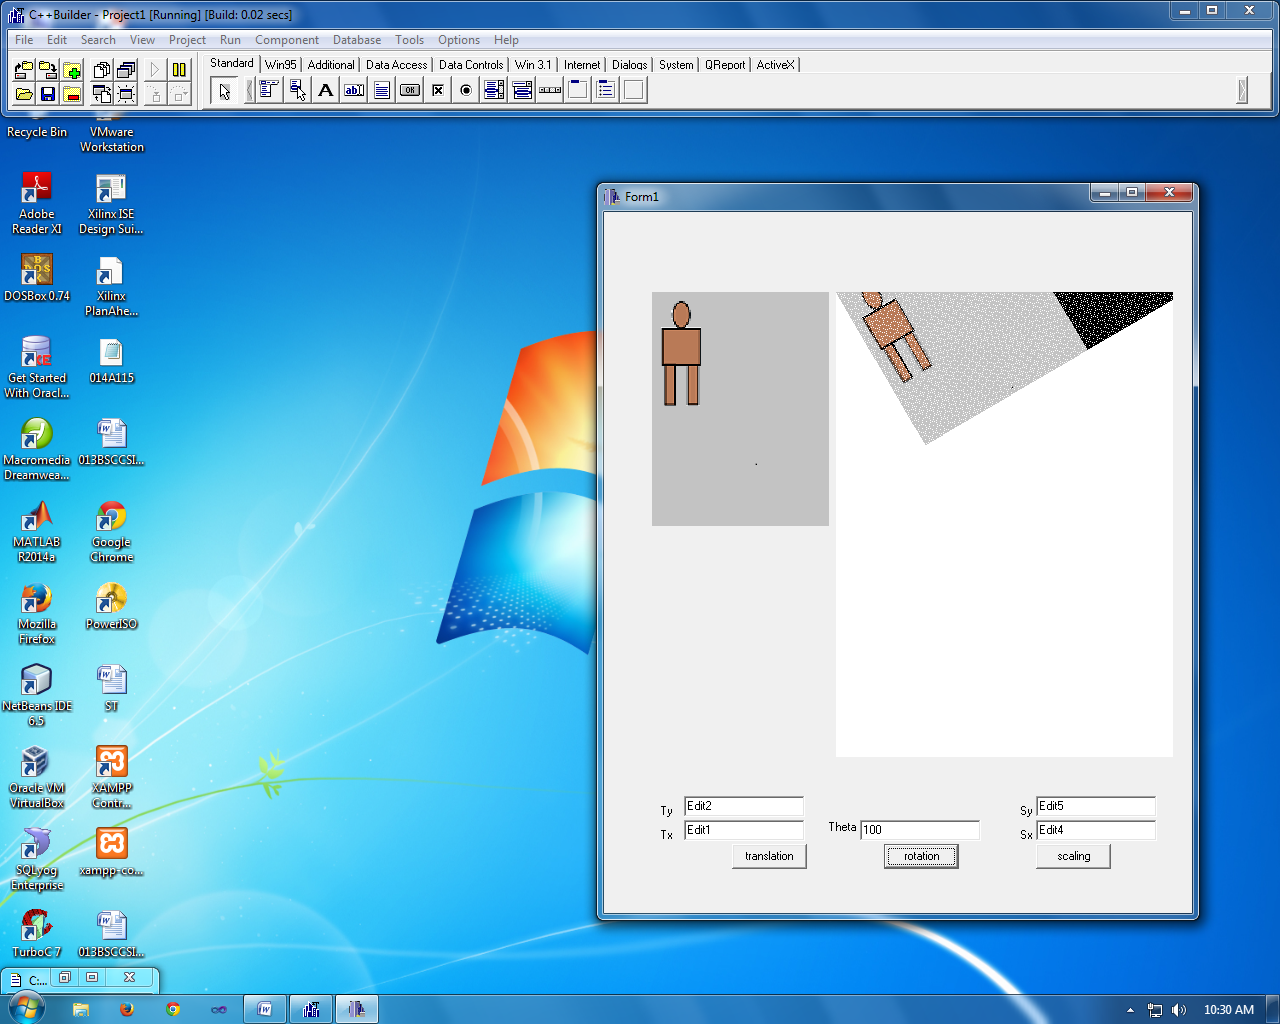 C++Builder - Project1 [Running] [Build: 0.02 secs]
File Edit Search View Project Run Component Database Tools Options Help
Standard Win95 Additional Data Access Data Controls Win 3.1 Internet Dialogs System QReport ActiveX
Recycle Bin
VMware
Workstation
Adobe
Reader XI
Xilinx ISE
Design Sui...
DOSBox 0.74
Xilinx
PlanAhe...
Get Started
With Oracl...
014A115
Macromedia
Dreamwea...
013BSCCSI...
MATLAB
R2014a
Google
Chrome
Mozilla
Firefox
PowerISO
NetBeans IDE
6.5
ST
Oracle VM
VirtualBox
XAMPP
Contr...
SQLyog
Enterprise
xampp-co...
TurboC 7
013BSCCSI...
C:...
Form1
Ty Edit2
Tx Edit1
translation
Theta 100
rotation
Sy Edit5
Sx Edit4
scaling
10:30 AM